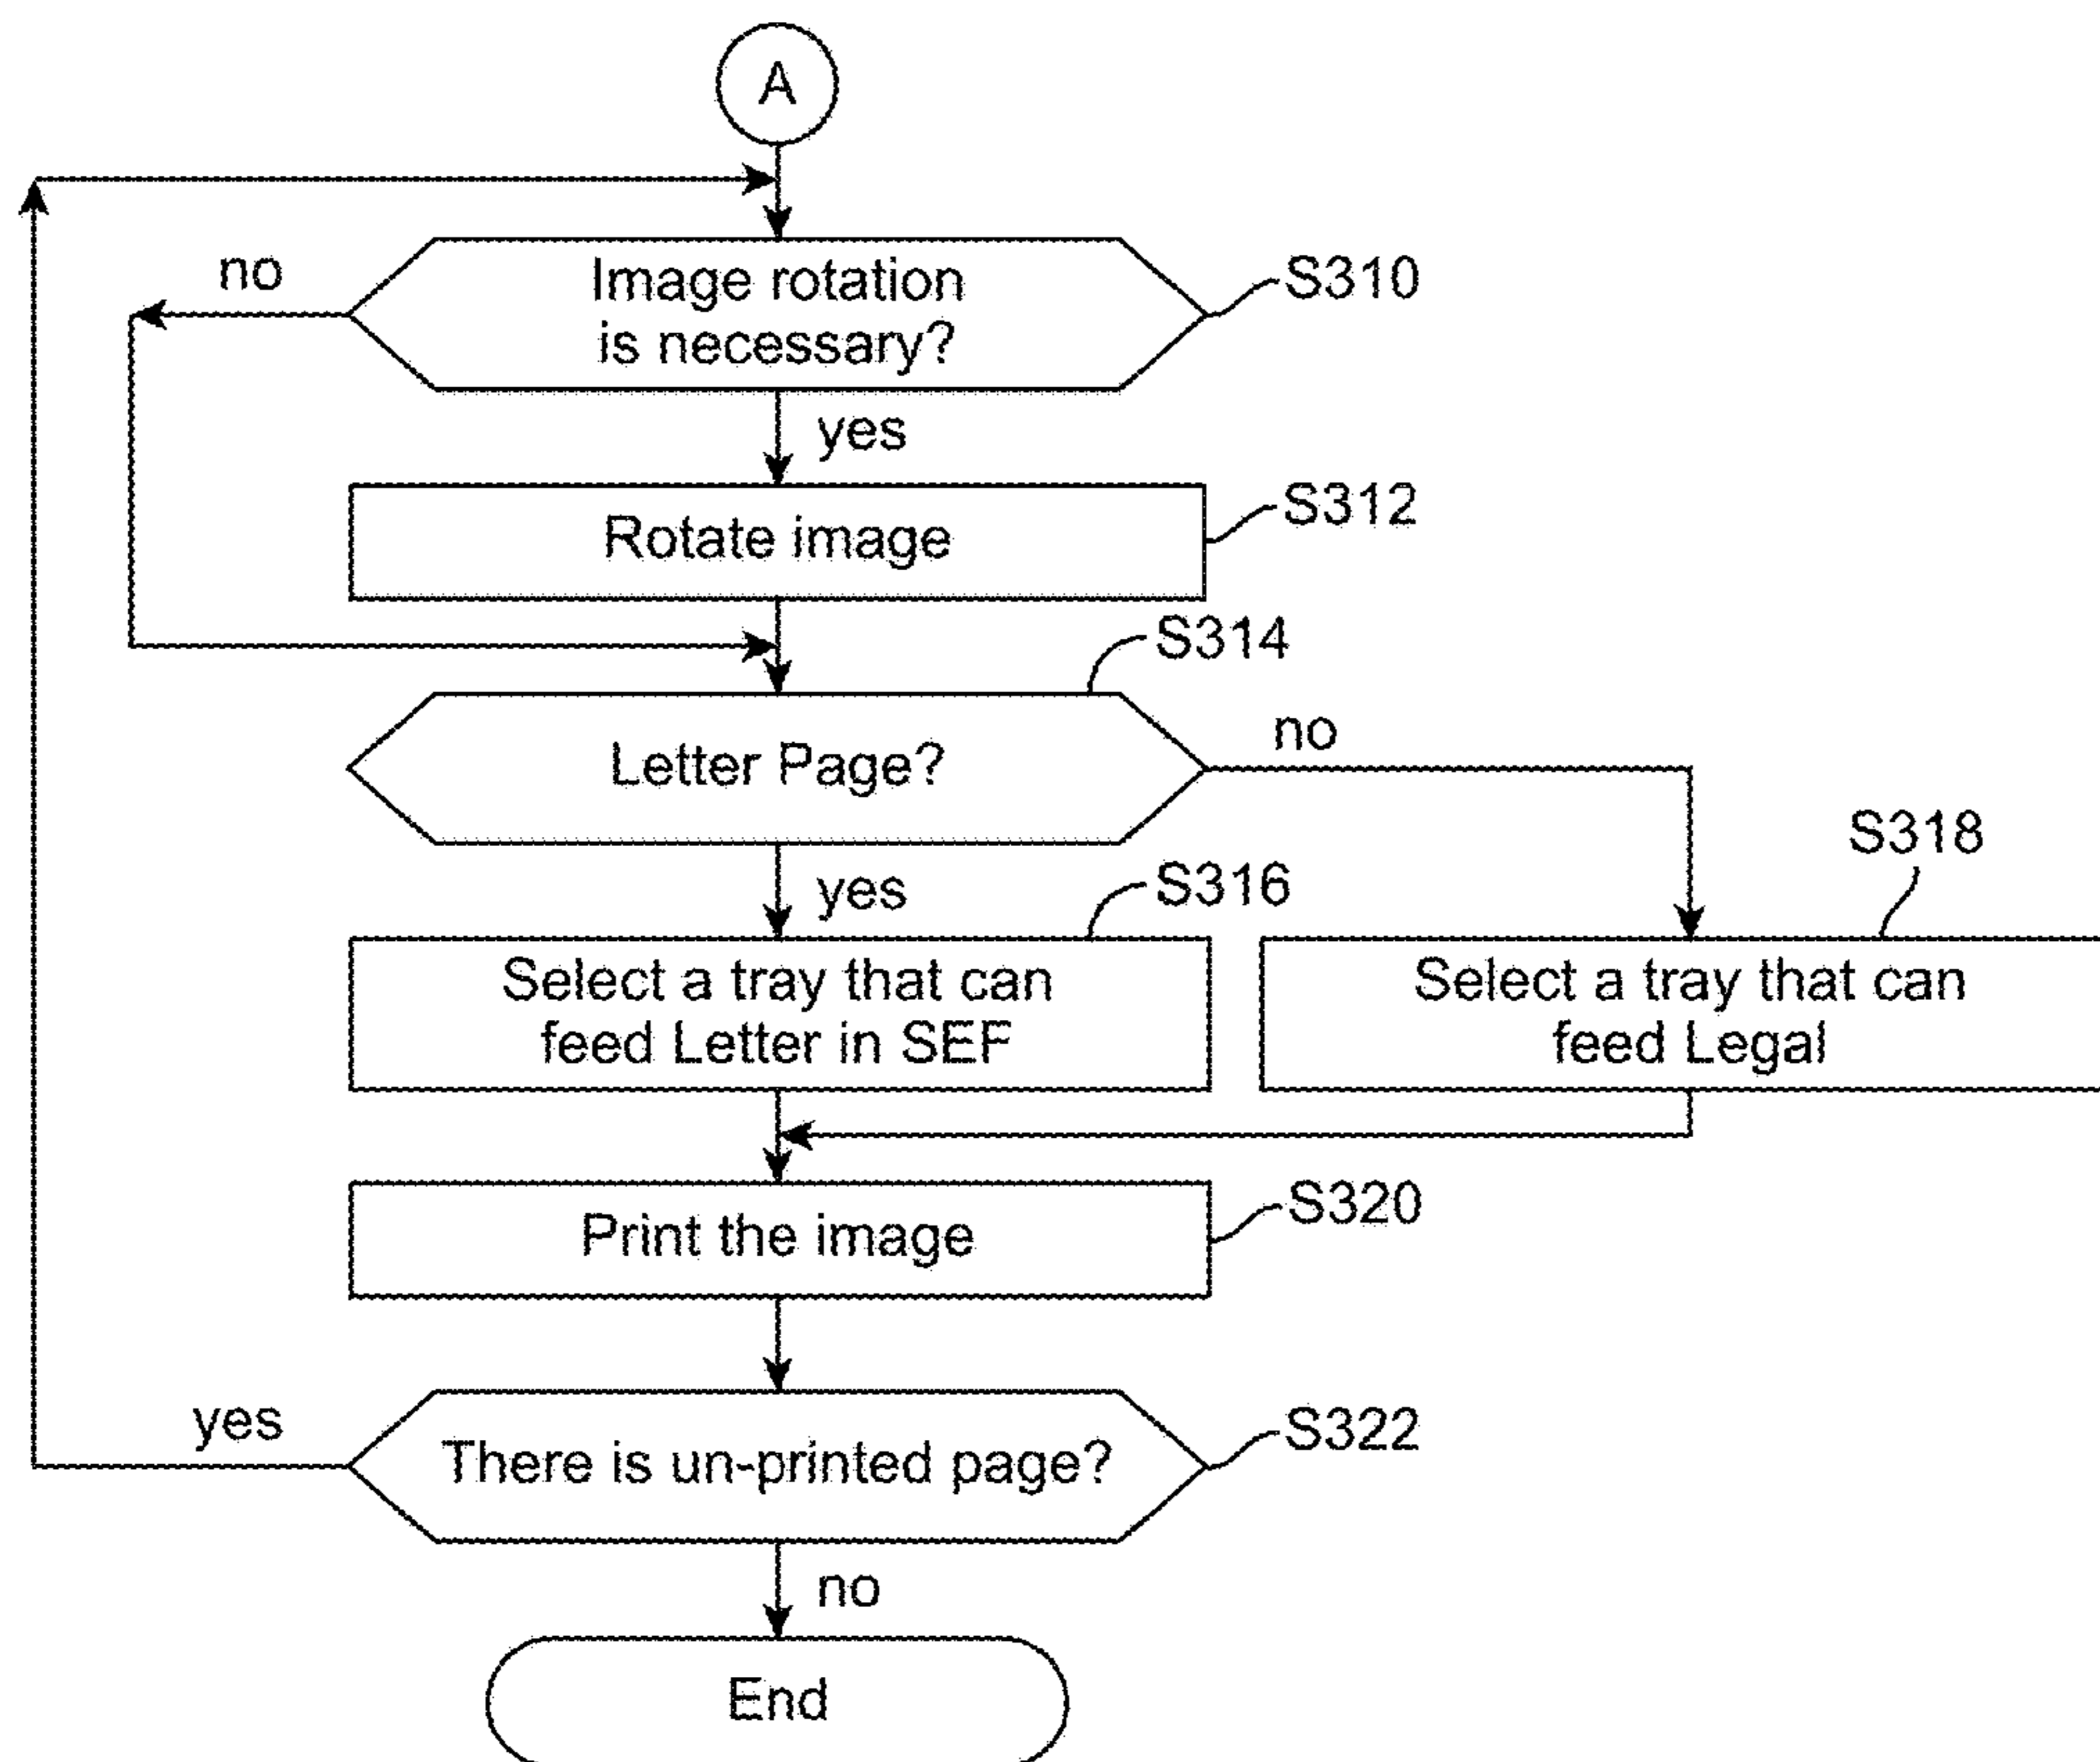 A
no
Image rotation
is necessary?
S310
yes
Rotate image
S312
S314
Letter Page?
no
yes
S316
S318
Select a tray that can
feed Letter in SEF
Select a tray that can
feed Legal
Print the image
S320
yes
There is un-printed page?
S322
no
End